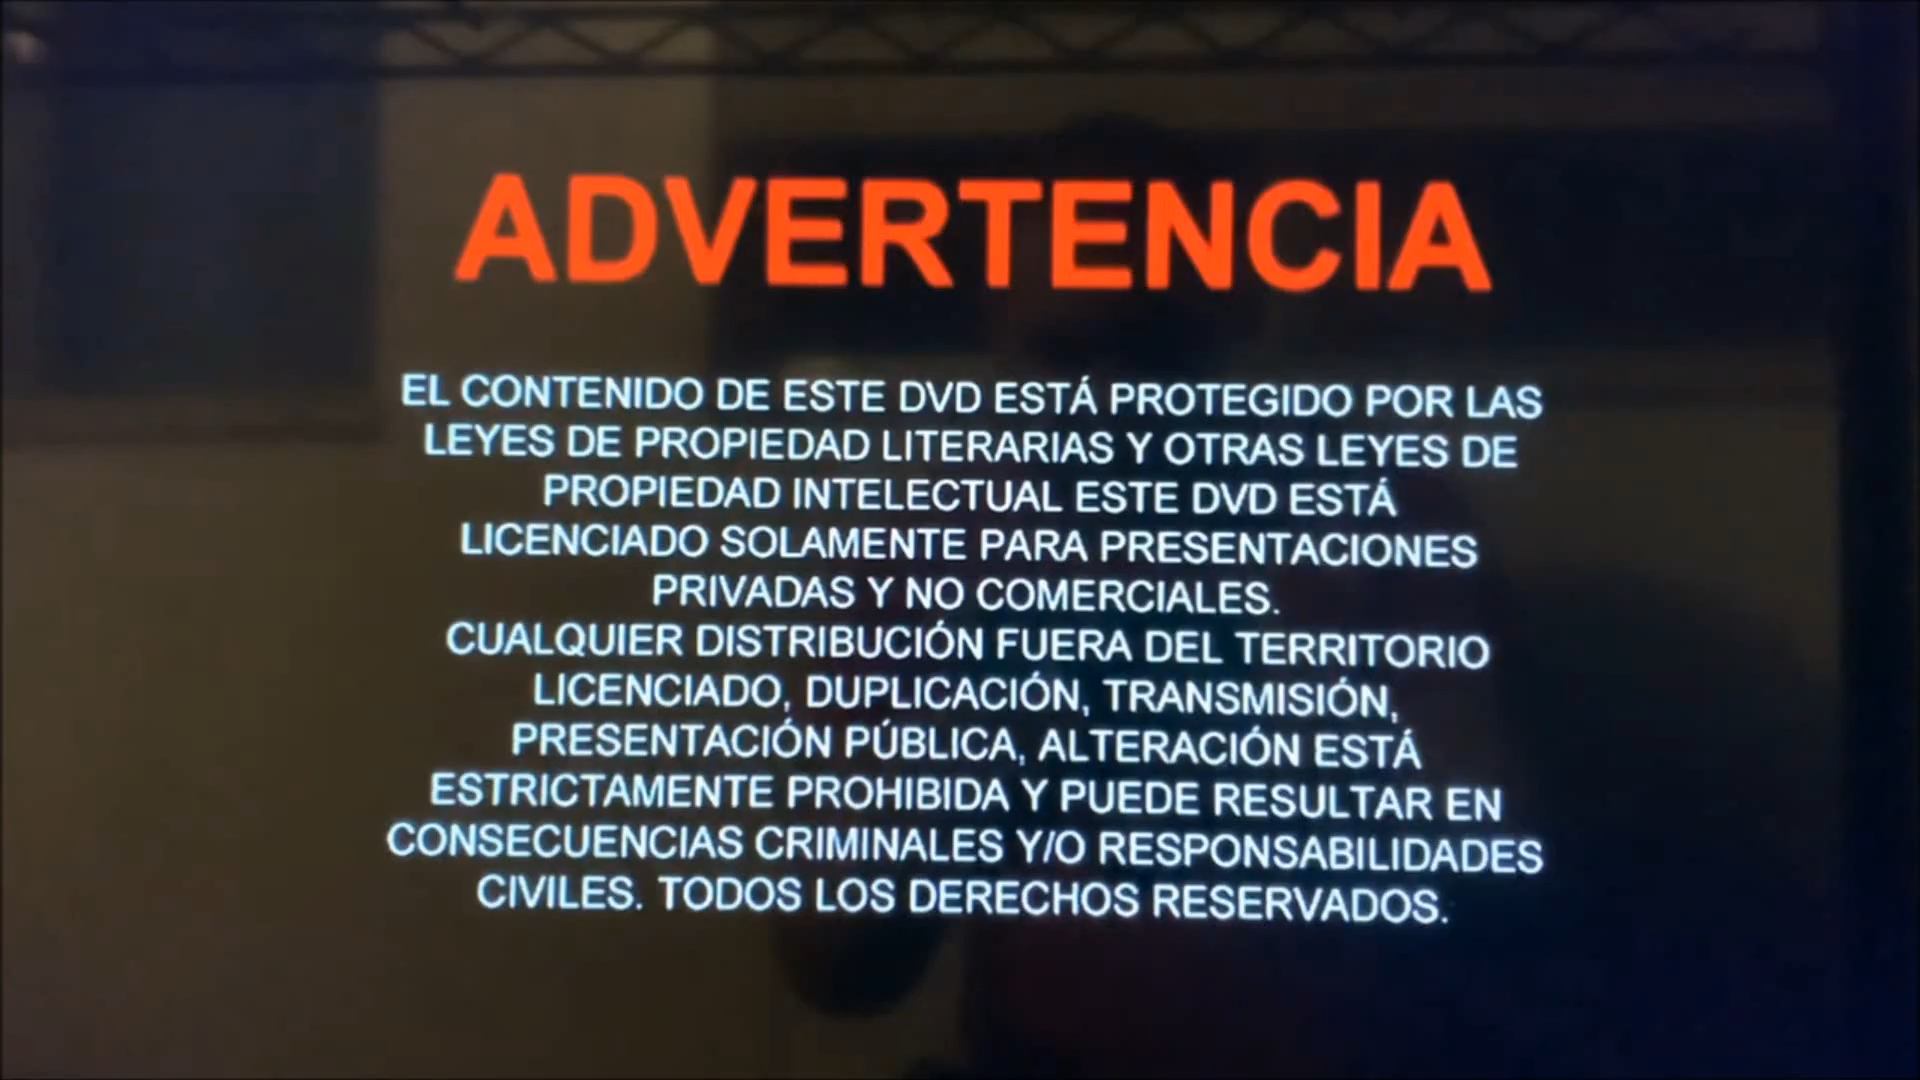 ADVERTENCIA
EL CONTENIDO DE ESTE DVD ESTÁ PROTEGIDO POR LAS
LEYES DE PROPIEDAD LITERARIAS Y OTRAS LEYES DE
PROPIEDAD INTELECTUAL ESTE DVD ESTÁ
LICENCIADO SOLAMENTE PARA PRESENTACIONES
PRIVADAS Y NO COMERCIALES.
CUALQUIER DISTRIBUCIÓN FUERA DEL TERRITORIO
LICENCIADO, DUPLICACIÓN, TRANSMISIÓN,
PRESENTACIÓN PÚBLICA, ALTERACIÓN ESTÁ
ESTRICTAMENTE PROHIBIDA Y PUEDE RESULTAR EN
CONSECUENCIAS CRIMINALES Y/O RESPONSABILIDADES
CIVILES. TODOS LOS DERECHOS RESERVADOS.